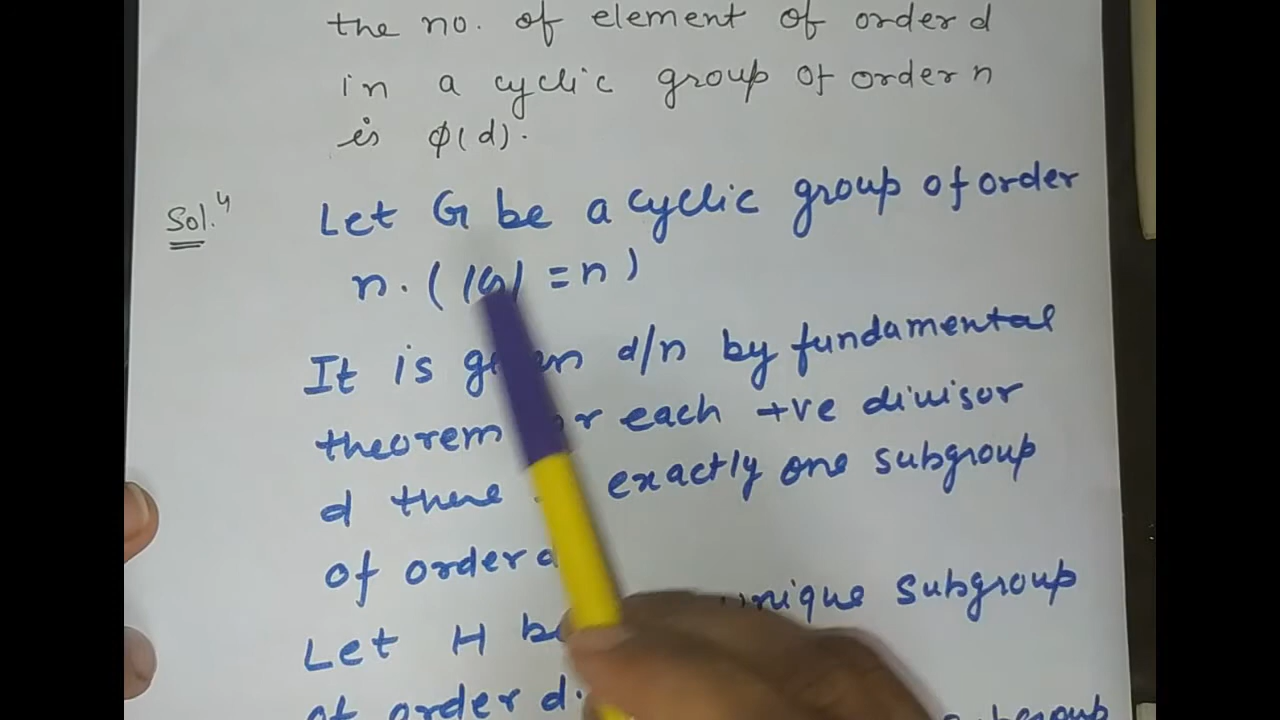 the no. of element of order d
in a cyclic group of order n
is φ(d).
Sol.ⁿ Let G be a cyclic group of order
n. (|G| = n)
It is d/n by fundamental
theorem each +ve divisor
d there exactly one subgroup
of order
Let H unique subgroup
of order d. subgroup